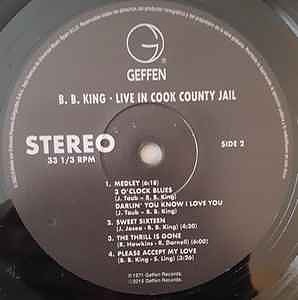 G
GEFFEN®
B. B. KING · LIVE IN COOK COUNTY JAIL
STEREO
33 1/3 RPM
SIDE 2
1. MEDLEY (6:18)
3 O'CLOCK BLUES
(J. Taub - B. B. King)
DARLIN' YOU KNOW I LOVE YOU
(J. Taub - B. B. King)
2. SWEET SIXTEEN
(J. Josea - B. B. King) (4:20)
3. THE THRILL IS GONE
(R. Hawkins - R. Darnell) (6:00)
4. PLEASE ACCEPT MY LOVE
(B. B. King - S. Ling) (5:26)
℗1971 Geffen Records.
©2015 Geffen Records.